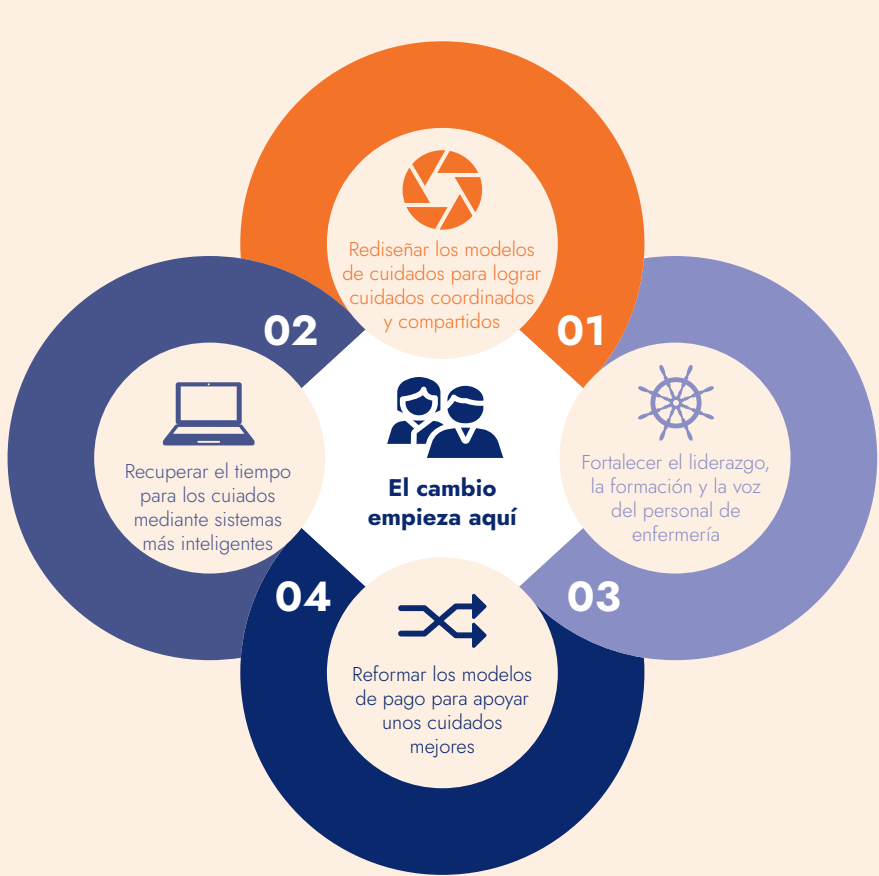 Rediseñar los modelos
de cuidados para lograr
cuidados coordinados
y compartidos
01
02
Recuperar el tiempo
para los cuiados
mediante sistemas
más inteligentes
El cambio
empieza aquí
Fortalecer el liderazgo,
la formación y la voz
del personal de
enfermería
03
04
Reformar los modelos
de pago para apoyar
unos cuidados
mejores